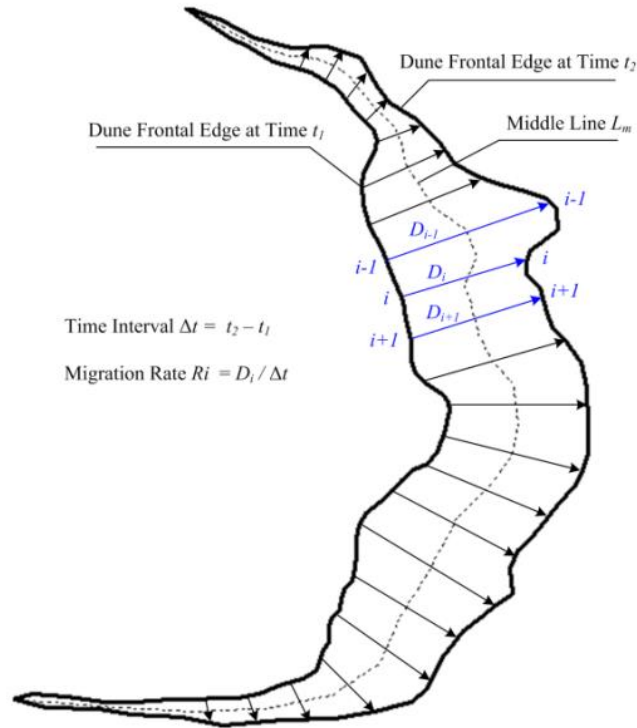 Dune Frontal Edge at Time t₂
Dune Frontal Edge at Time t₁
Middle Line Lₘ
i-1
Dᵢ₋₁
i-1
i
Dᵢ
i
i+1
Dᵢ₊₁
i+1
Time Interval Δt = t₂ – t₁
Migration Rate Ri = Dᵢ / Δt